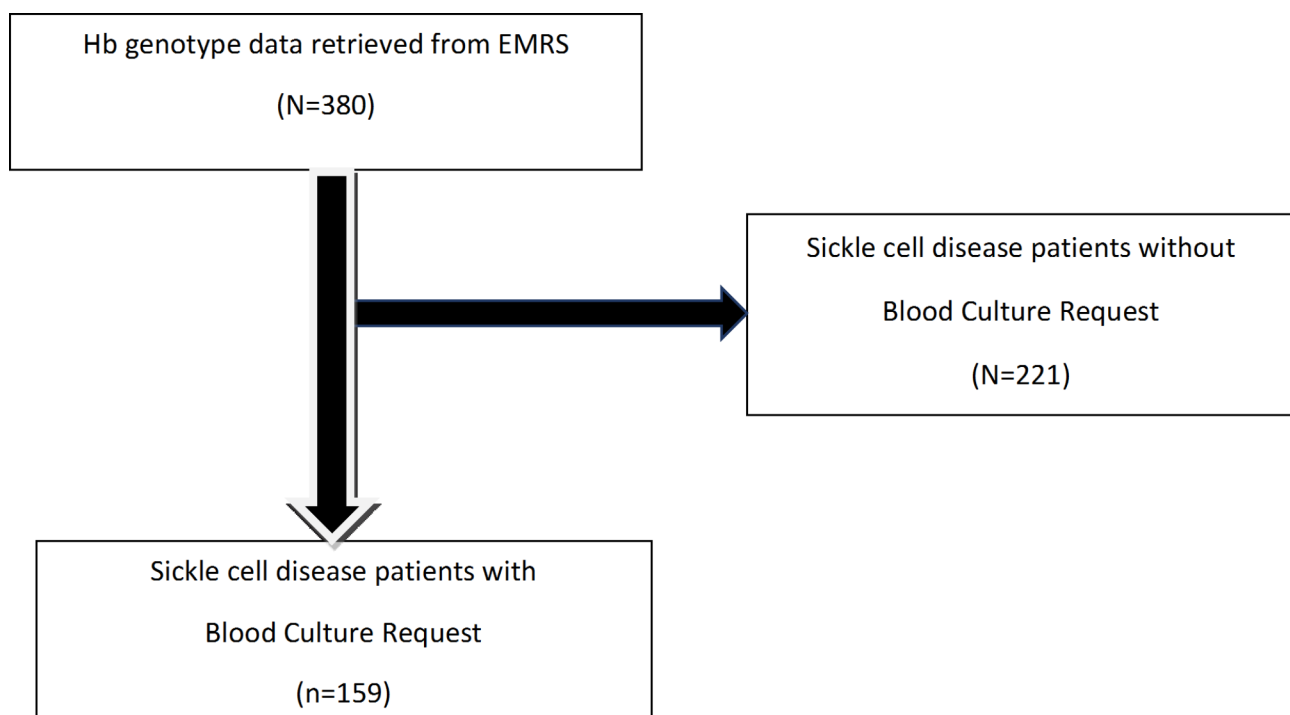 Hb genotype data retrieved from EMRS
(N=380)
Sickle cell disease patients without
Blood Culture Request
(N=221)
Sickle cell disease patients with
Blood Culture Request
(n=159)